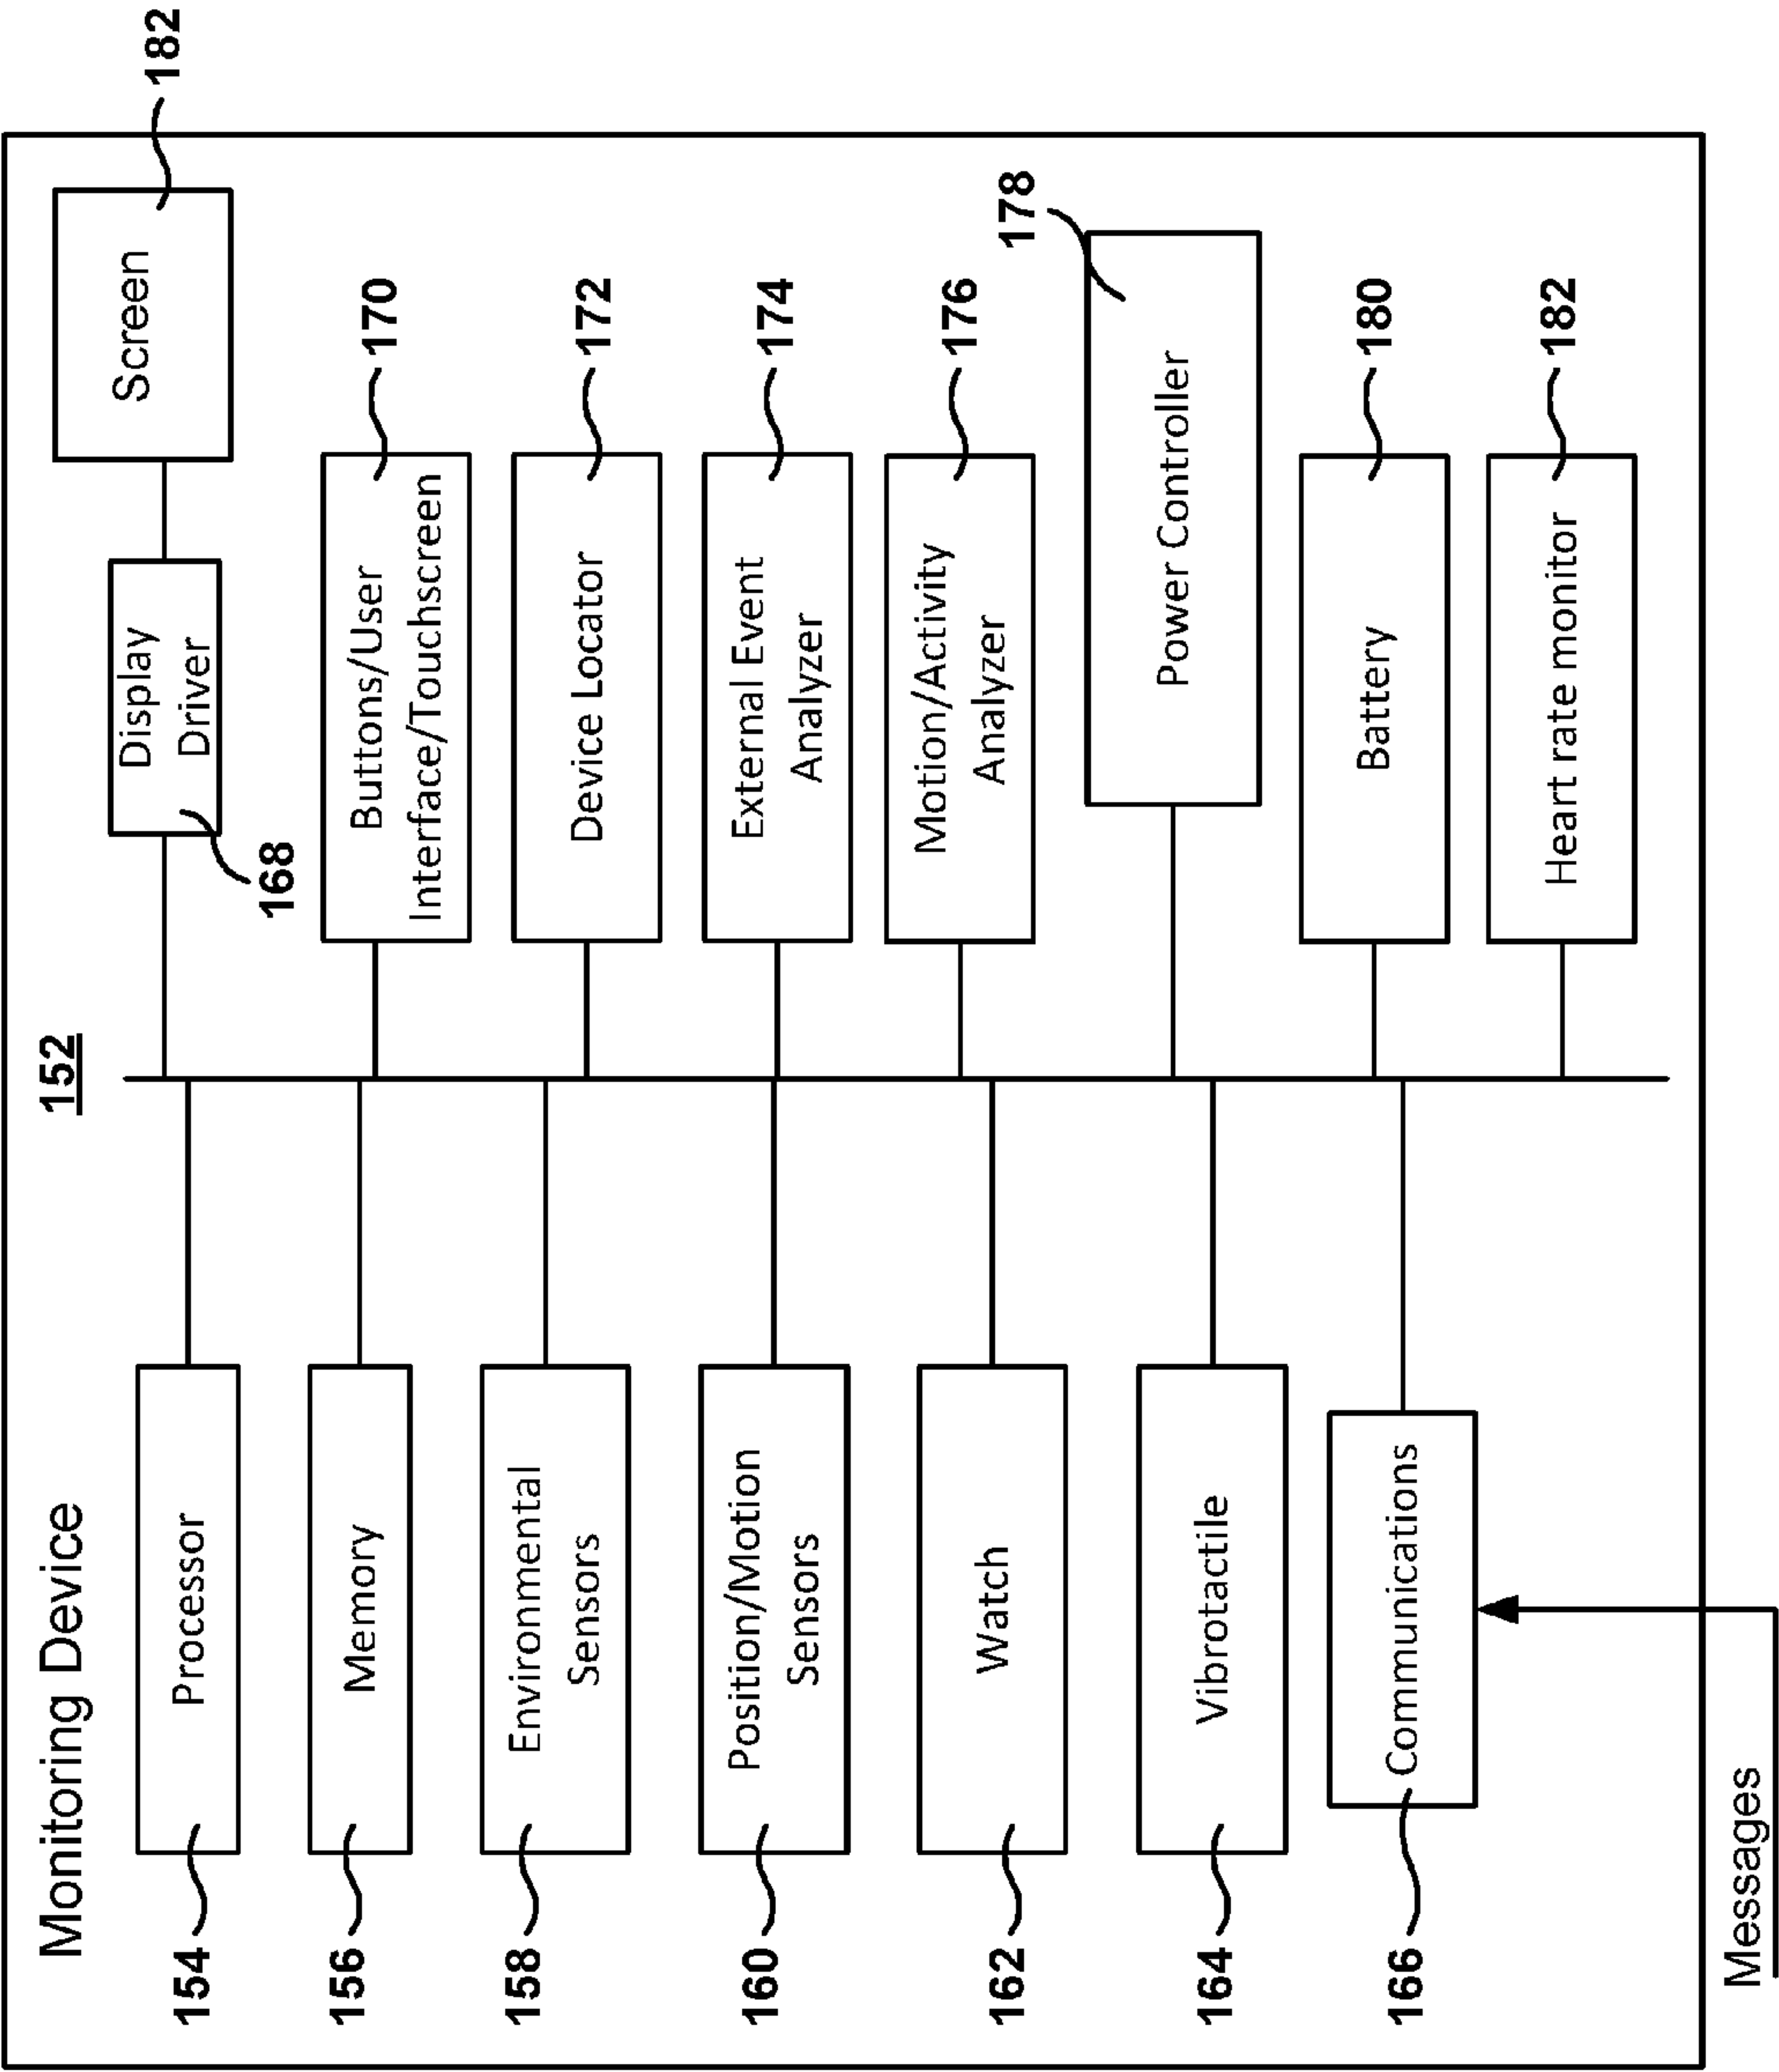 Monitoring Device
152
182
Screen
Display
Driver
168
154
Processor
156
Memory
158
Environmental
Sensors
160
Position/Motion
Sensors
162
Watch
164
Vibrotactile
166
Communications
Messages
Buttons/User
Interface/Touchscreen
170
Device Locator
172
External Event
Analyzer
174
Motion/Activity
Analyzer
176
Power Controller
178
Battery
180
Heart rate monitor
182